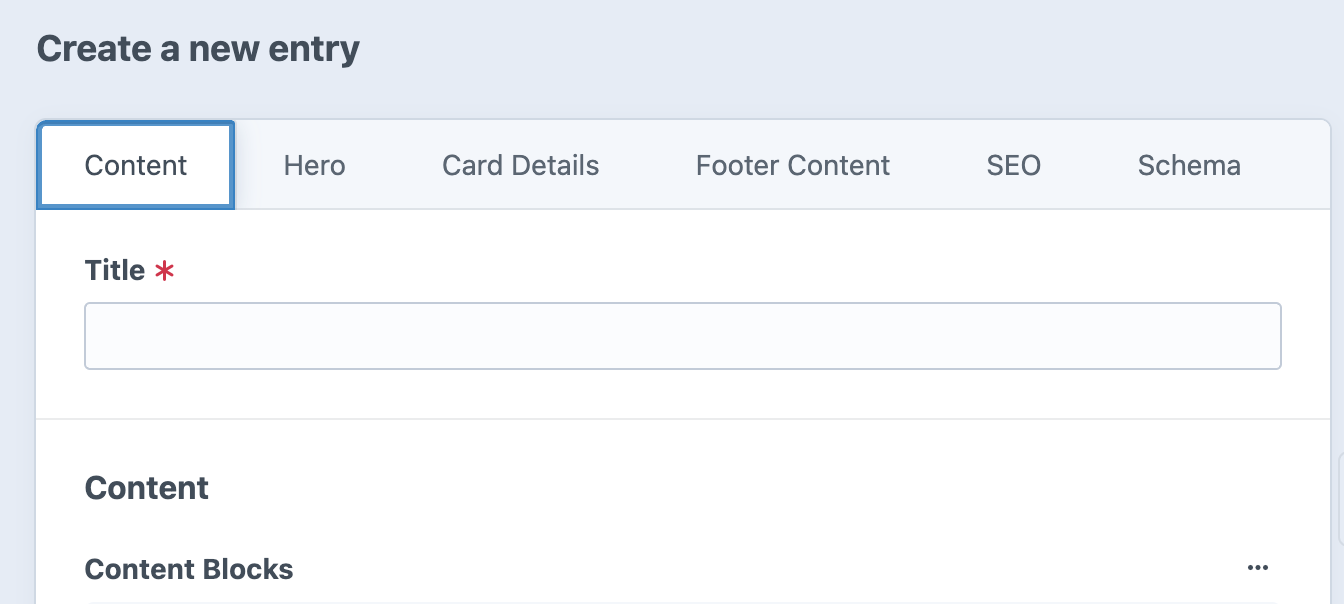 Create a new entry
Content Hero Card Details Footer Content SEO Schema
Title *
Content
Content Blocks ...